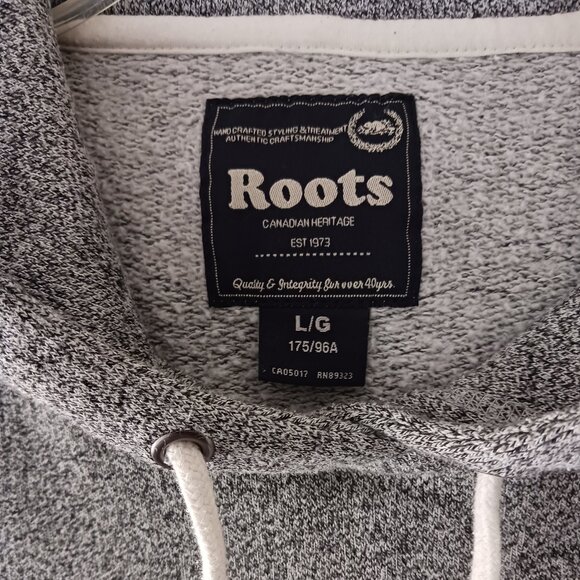 HAND CRAFTED STYLING & TREATMENT
AUTHENTIC CRAFTSMANSHIP
Roots
CANADIAN HERITAGE
EST 1973
Quality & Integrity for over 40yrs.
L/G
175/96A
CA05017 RN89323